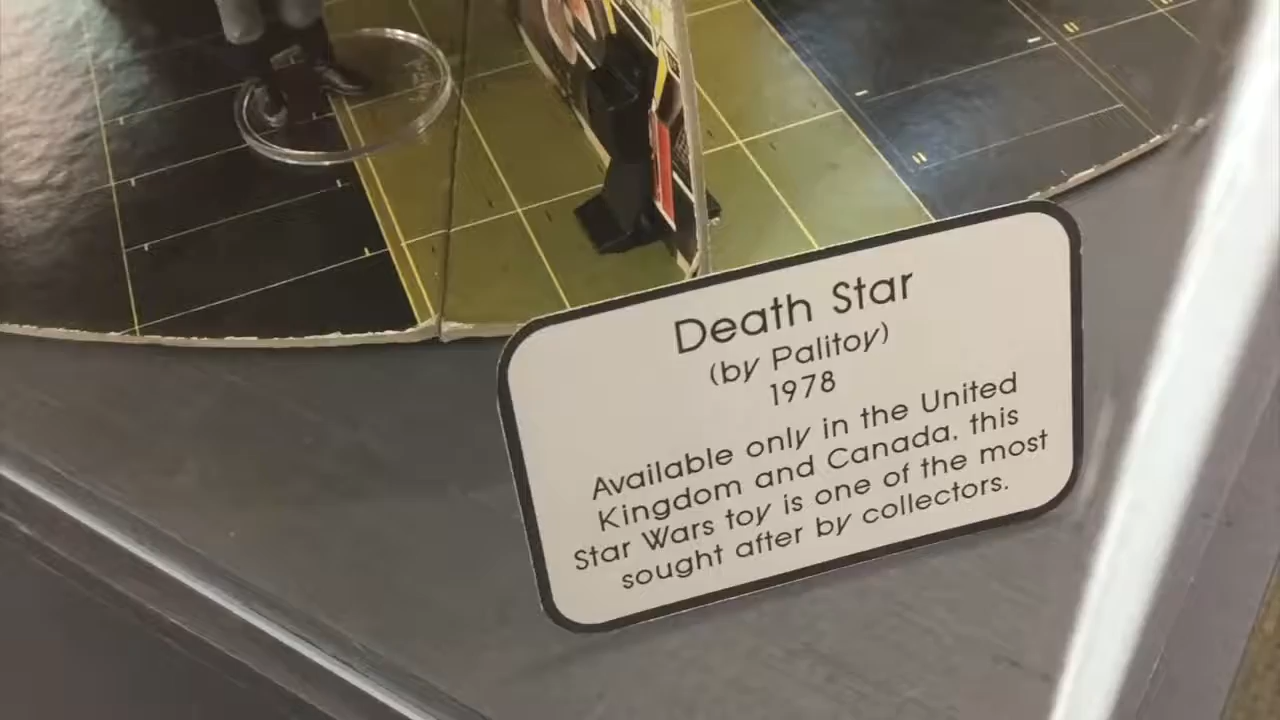 Death Star
(by Palitoy)
1978
Available only in the United
Kingdom and Canada, this
Star Wars toy is one of the most
sought after by collectors.